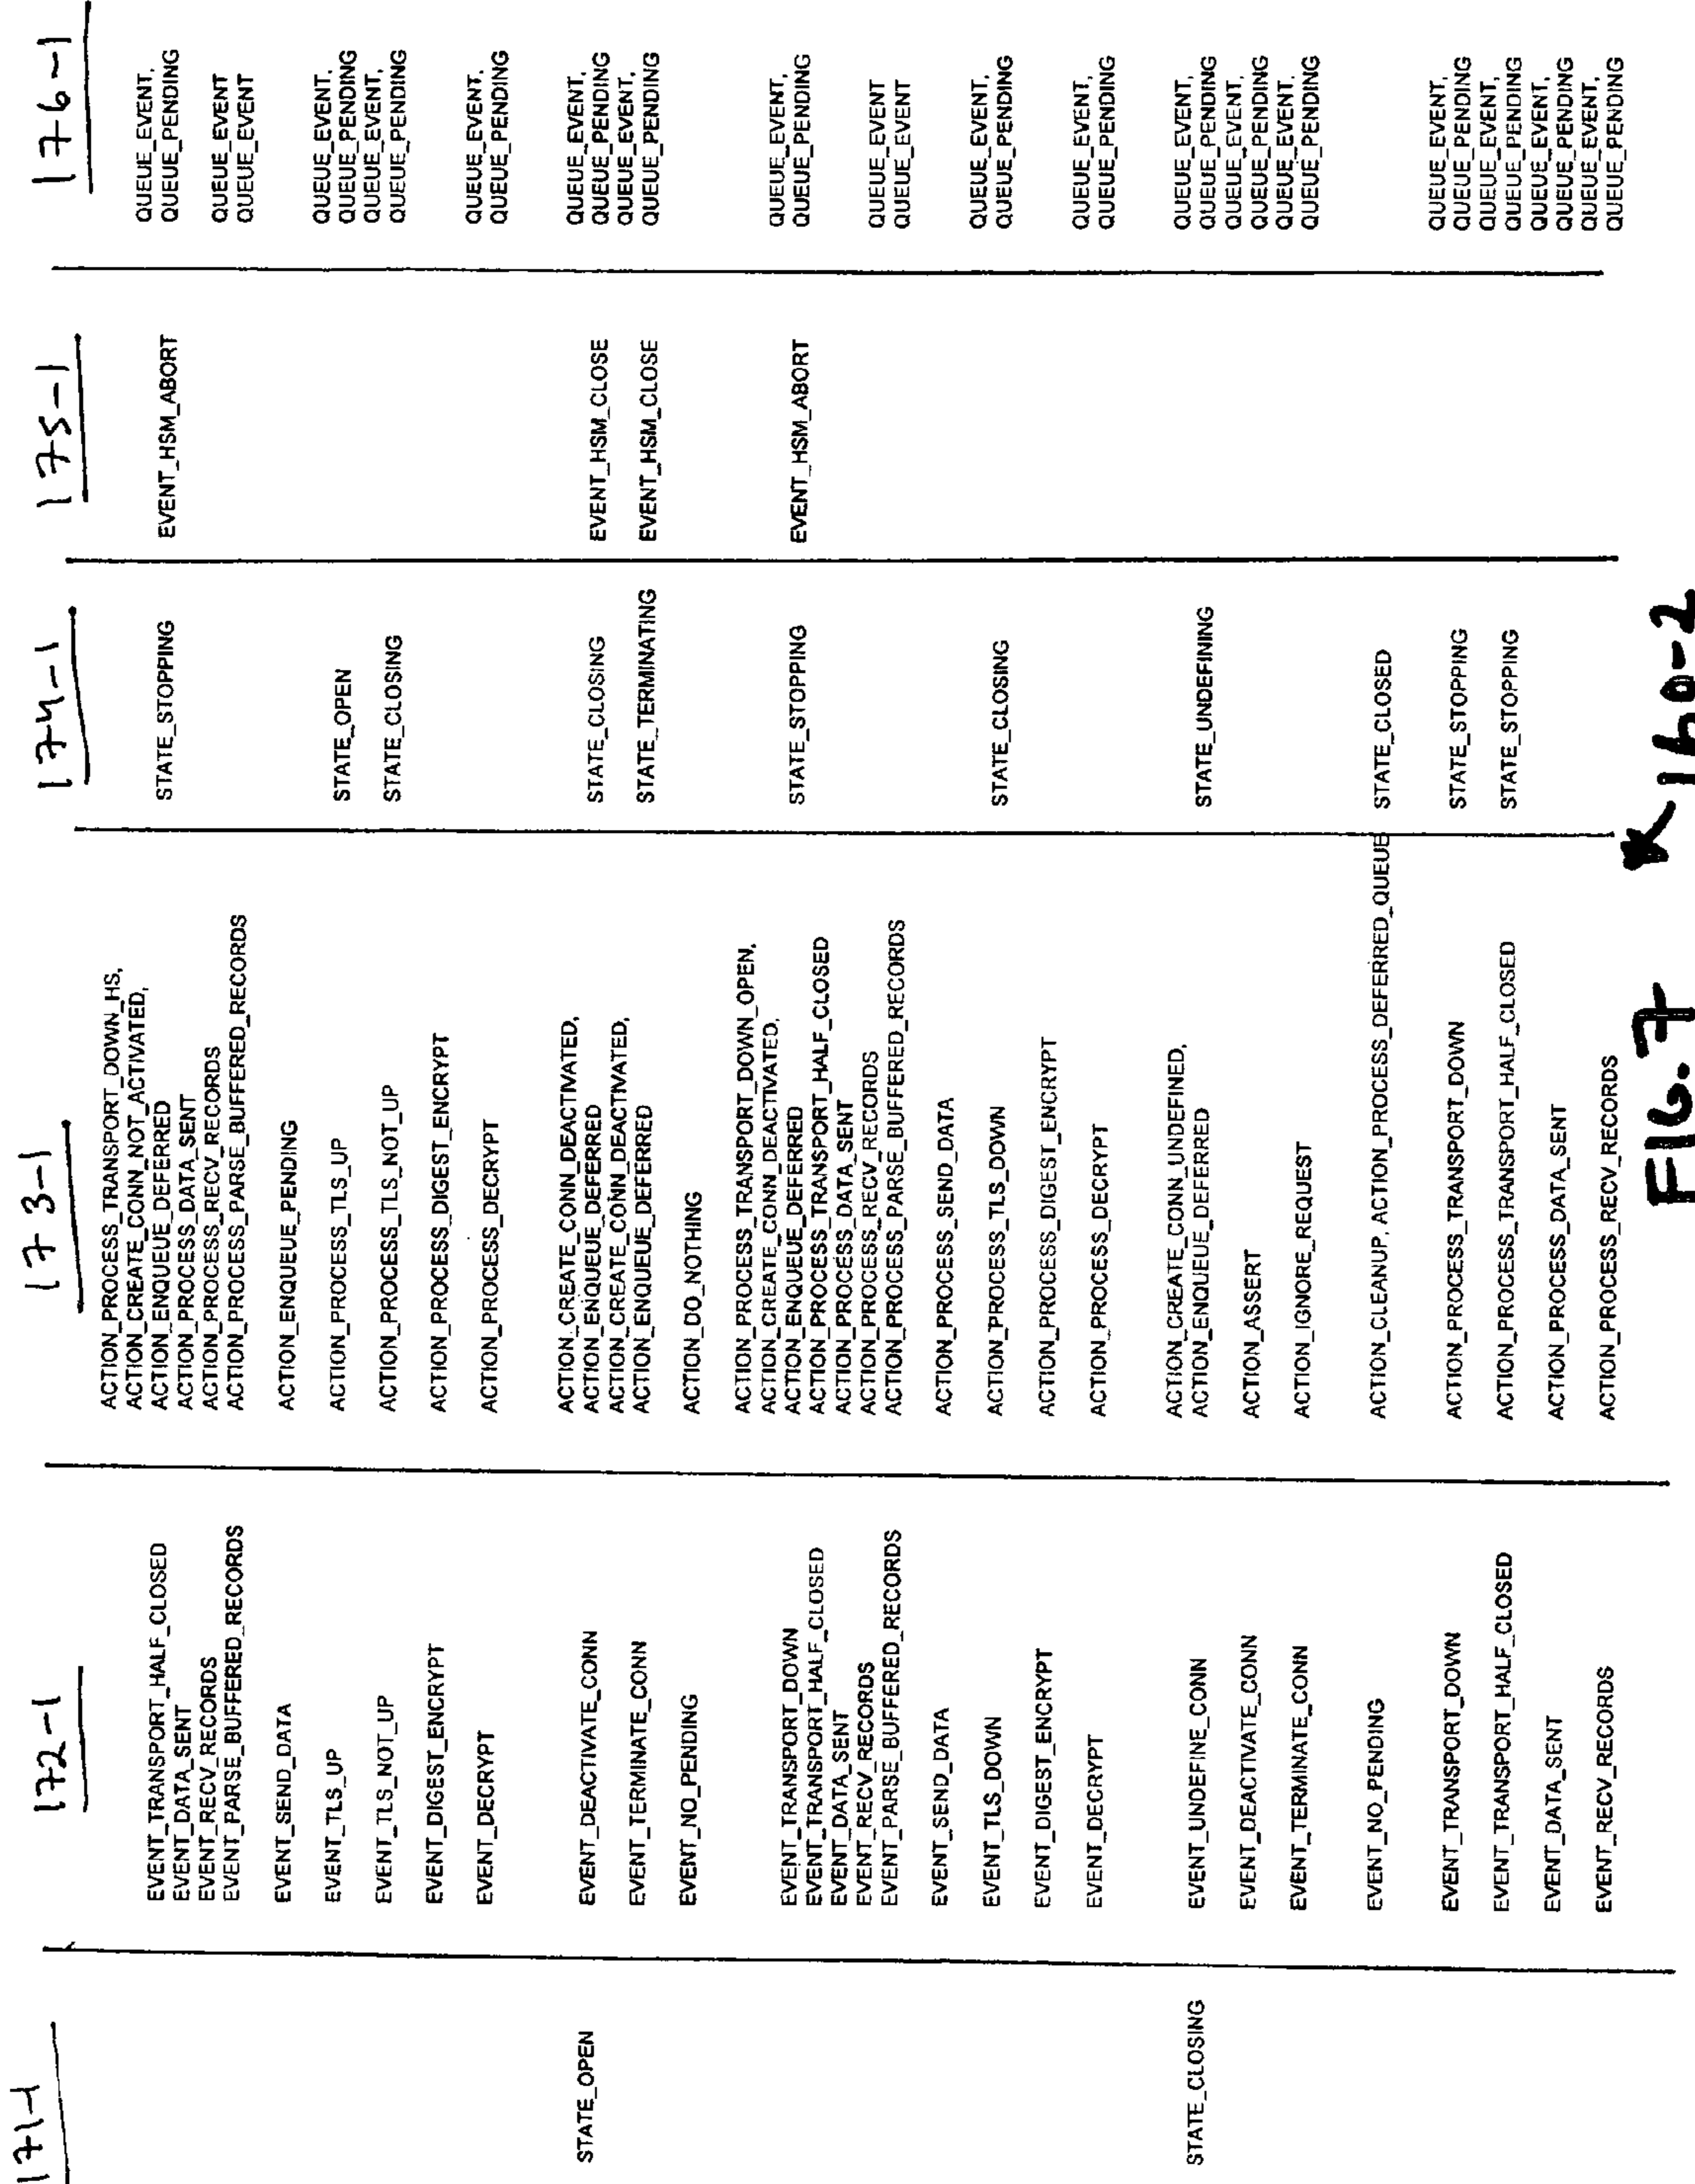 171-1
STATE_OPEN
STATE_CLOSING
172-1
EVENT_TRANSPORT_HALF_CLOSED
EVENT_DATA_SENT
EVENT_RECV_RECORDS
EVENT_PARSE_BUFFERED_RECORDS
EVENT_SEND_DATA
EVENT_TLS_UP
EVENT_TLS_NOT_UP
EVENT_DIGEST_ENCRYPT
EVENT_DECRYPT
EVENT_DEACTIVATE_CONN
EVENT_TERMINATE_CONN
EVENT_NO_PENDING
EVENT_TRANSPORT_DOWN
EVENT_TRANSPORT_HALF_CLOSED
EVENT_DATA_SENT
EVENT_RECV_RECORDS
EVENT_PARSE_BUFFERED_RECORDS
EVENT_SEND_DATA
EVENT_TLS_DOWN
EVENT_DIGEST_ENCRYPT
EVENT_DECRYPT
EVENT_UNDEFINE_CONN
EVENT_DEACTIVATE_CONN
EVENT_TERMINATE_CONN
EVENT_NO_PENDING
EVENT_TRANSPORT_DOWN
EVENT_TRANSPORT_HALF_CLOSED
EVENT_DATA_SENT
EVENT_RECV_RECORDS
173-1
ACTION_PROCESS_TRANSPORT_DOWN_HS,
ACTION_CREATE_CONN_NOT_ACTIVATED,
ACTION_ENQUEUE_DEFERRED
ACTION_PROCESS_DATA_SENT
ACTION_PROCESS_RECV_RECORDS
ACTION_PROCESS_PARSE_BUFFERED_RECORDS
ACTION_ENQUEUE_PENDING
ACTION_PROCESS_TLS_UP
ACTION_PROCESS_TLS_NOT_UP
ACTION_PROCESS_DIGEST_ENCRYPT
ACTION_PROCESS_DECRYPT
ACTION_CREATE_CONN_DEACTIVATED,
ACTION_ENQUEUE_DEFERRED
ACTION_CREATE_CONN_DEACTIVATED,
ACTION_ENQUEUE_DEFERRED
ACTION_DO_NOTHING
ACTION_PROCESS_TRANSPORT_DOWN_OPEN,
ACTION_CREATE_CONN_DEACTIVATED,
ACTION_ENQUEUE_DEFERRED
ACTION_PROCESS_TRANSPORT_HALF_CLOSED
ACTION_PROCESS_DATA_SENT
ACTION_PROCESS_RECV_RECORDS
ACTION_PROCESS_PARSE_BUFFERED_RECORDS
ACTION_PROCESS_SEND_DATA
ACTION_PROCESS_TLS_DOWN
ACTION_PROCESS_DIGEST_ENCRYPT
ACTION_PROCESS_DECRYPT
ACTION_CREATE_CONN_UNDEFINED,
ACTION_ENQUEUE_DEFERRED
ACTION_ASSERT
ACTION_IGNORE_REQUEST
ACTION_CLEANUP, ACTION_PROCESS_DEFERRED_QUEUE
ACTION_PROCESS_TRANSPORT_DOWN
ACTION_PROCESS_TRANSPORT_HALF_CLOSED
ACTION_PROCESS_DATA_SENT
ACTION_PROCESS_RECV_RECORDS
174-1
STATE_STOPPING
STATE_OPEN
STATE_CLOSING
STATE_CLOSING
STATE_TERMINATING
STATE_STOPPING
STATE_CLOSING
STATE_UNDEFINING
STATE_CLOSED
STATE_STOPPING
STATE_STOPPING
175-1
EVENT_HSM_ABORT
EVENT_HSM_CLOSE
EVENT_HSM_CLOSE
EVENT_HSM_ABORT
176-1
QUEUE_EVENT,
QUEUE_PENDING
QUEUE_EVENT
QUEUE_EVENT
QUEUE_EVENT,
QUEUE_PENDING
QUEUE_EVENT,
QUEUE_PENDING
QUEUE_EVENT,
QUEUE_PENDING
QUEUE_EVENT,
QUEUE_PENDING
QUEUE_EVENT,
QUEUE_PENDING
QUEUE_EVENT,
QUEUE_PENDING
QUEUE_EVENT
QUEUE_EVENT
QUEUE_EVENT,
QUEUE_PENDING
QUEUE_EVENT,
QUEUE_PENDING
QUEUE_EVENT,
QUEUE_PENDING
QUEUE_EVENT,
QUEUE_PENDING
QUEUE_EVENT,
QUEUE_PENDING
QUEUE_EVENT,
QUEUE_PENDING
QUEUE_EVENT,
QUEUE_PENDING
QUEUE_EVENT,
QUEUE_PENDING
QUEUE_EVENT,
QUEUE_PENDING
FIG. 7
160-2